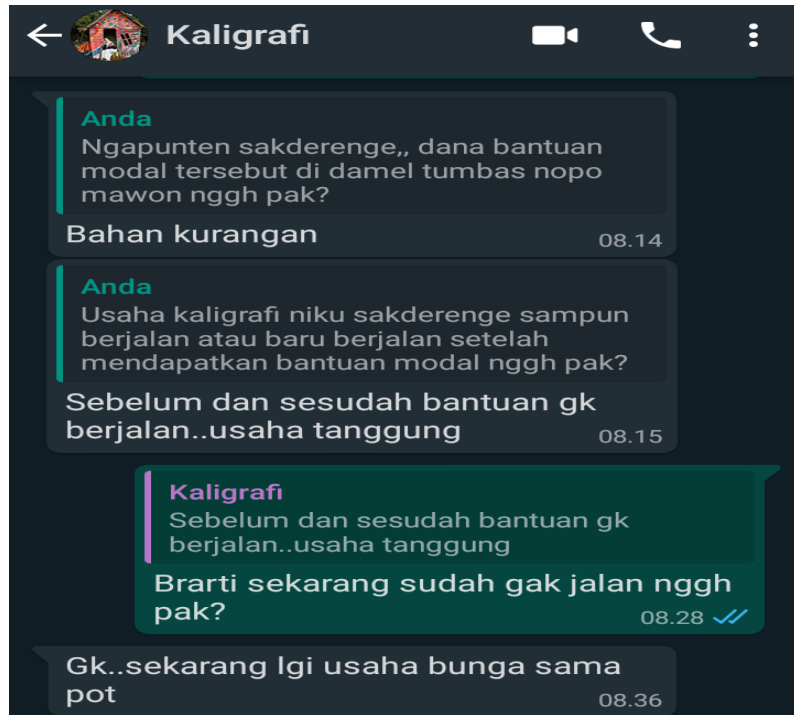 Kaligrafi
Anda
Ngapunten sakderenge,, dana bantuan
modal tersebut di damel tumbas nopo
mawon nggh pak?
Bahan kurangan
08.14
Anda
Usaha kaligrafi niku sakderenge sampun
berjalan atau baru berjalan setelah
mendapatkan bantuan modal nggh pak?
Sebelum dan sesudah bantuan gk
berjalan..usaha tanggung
08.15
Kaligrafi
Sebelum dan sesudah bantuan gk
berjalan..usaha tanggung
Brarti sekarang sudah gak jalan nggh
pak?
08.28
Gk..sekarang lgi usaha bunga sama
pot
08.36